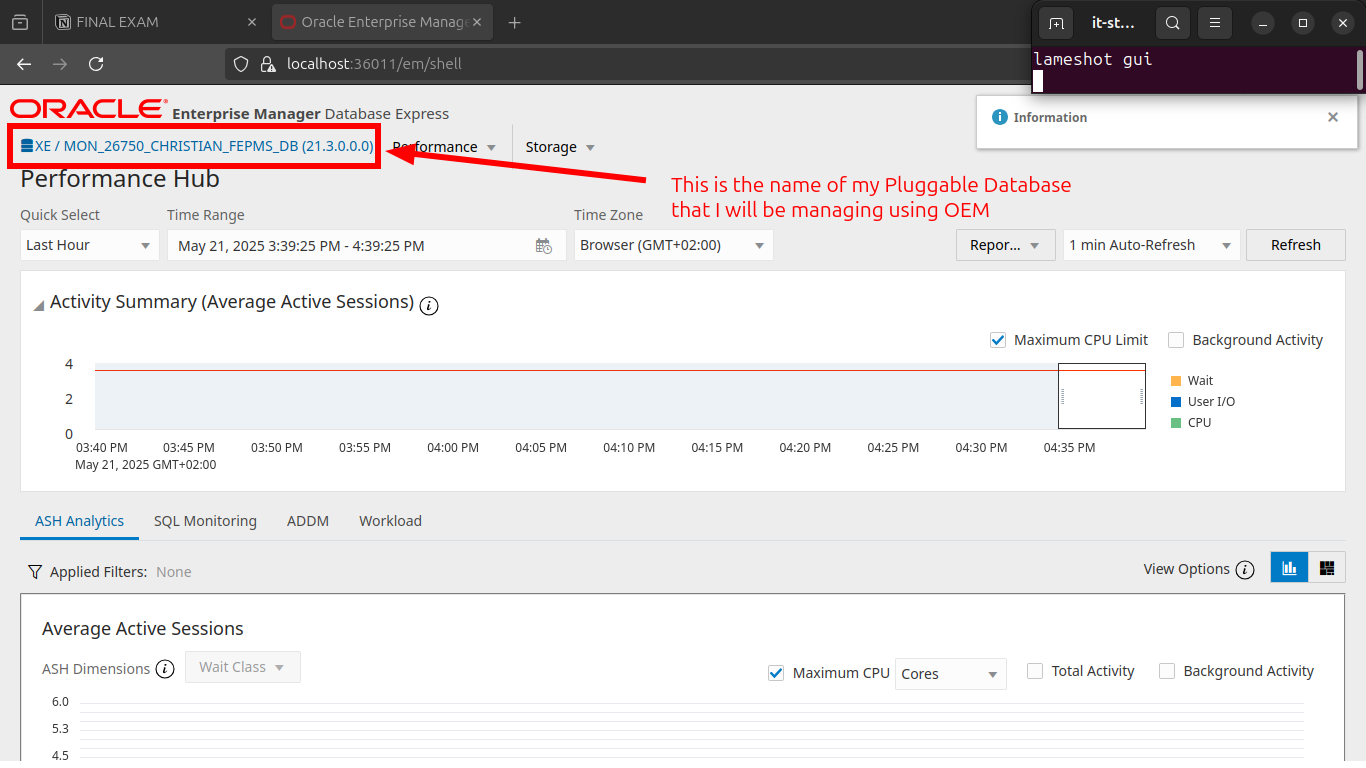 FINAL EXAM
Oracle Enterprise Manage
it-st...
localhost:36011/em/shell
lameshot gui
ORACLE® Enterprise Manager Database Express
Information
XE / MON_26750_CHRISTIAN_FEPMS_DB (21.3.0.0.0)
Performance
Storage
Performance Hub
This is the name of my Pluggable Database
that I will be managing using OEM
Quick Select
Time Range
Time Zone
Last Hour
May 21, 2025 3:39:25 PM - 4:39:25 PM
Browser (GMT+02:00)
Repor...
1 min Auto-Refresh
Refresh
Activity Summary (Average Active Sessions)
Maximum CPU Limit
Background Activity
4
2
0
Wait
User I/O
CPU
03:40 PM 03:45 PM 03:50 PM 03:55 PM 04:00 PM 04:05 PM 04:10 PM 04:15 PM 04:20 PM 04:25 PM 04:30 PM 04:35 PM
May 21, 2025 GMT+02:00
ASH Analytics
SQL Monitoring
ADDM
Workload
Applied Filters: None
View Options
Average Active Sessions
ASH Dimensions
Wait Class
Maximum CPU
Cores
Total Activity
Background Activity
6.0
5.3
4.5